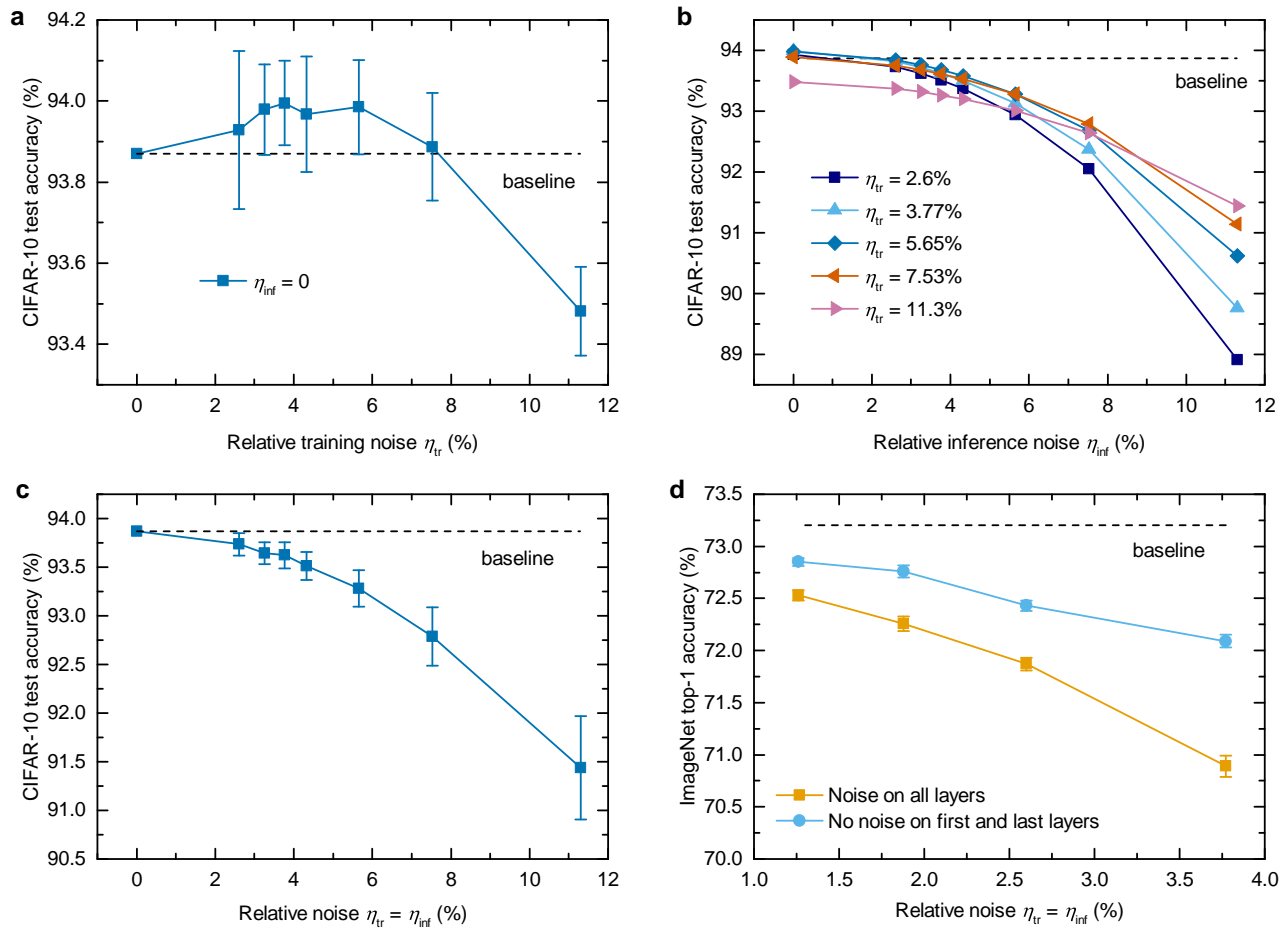 a
94.2
94.0
93.8
93.6
93.4
CIFAR-10 test accuracy (%)
baseline
η_inf = 0
0 2 4 6 8 10 12
Relative training noise η_tr (%)
b
94
93
92
91
90
89
CIFAR-10 test accuracy (%)
baseline
η_tr = 2.6%
η_tr = 3.77%
η_tr = 5.65%
η_tr = 7.53%
η_tr = 11.3%
0 2 4 6 8 10 12
Relative inference noise η_inf (%)
c
94.0
93.5
93.0
92.5
92.0
91.5
91.0
90.5
CIFAR-10 test accuracy (%)
baseline
0 2 4 6 8 10 12
Relative noise η_tr = η_inf (%)
d
73.5
73.0
72.5
72.0
71.5
71.0
70.5
70.0
ImageNet top-1 accuracy (%)
baseline
Noise on all layers
No noise on first and last layers
1.0 1.5 2.0 2.5 3.0 3.5 4.0
Relative noise η_tr = η_inf (%)